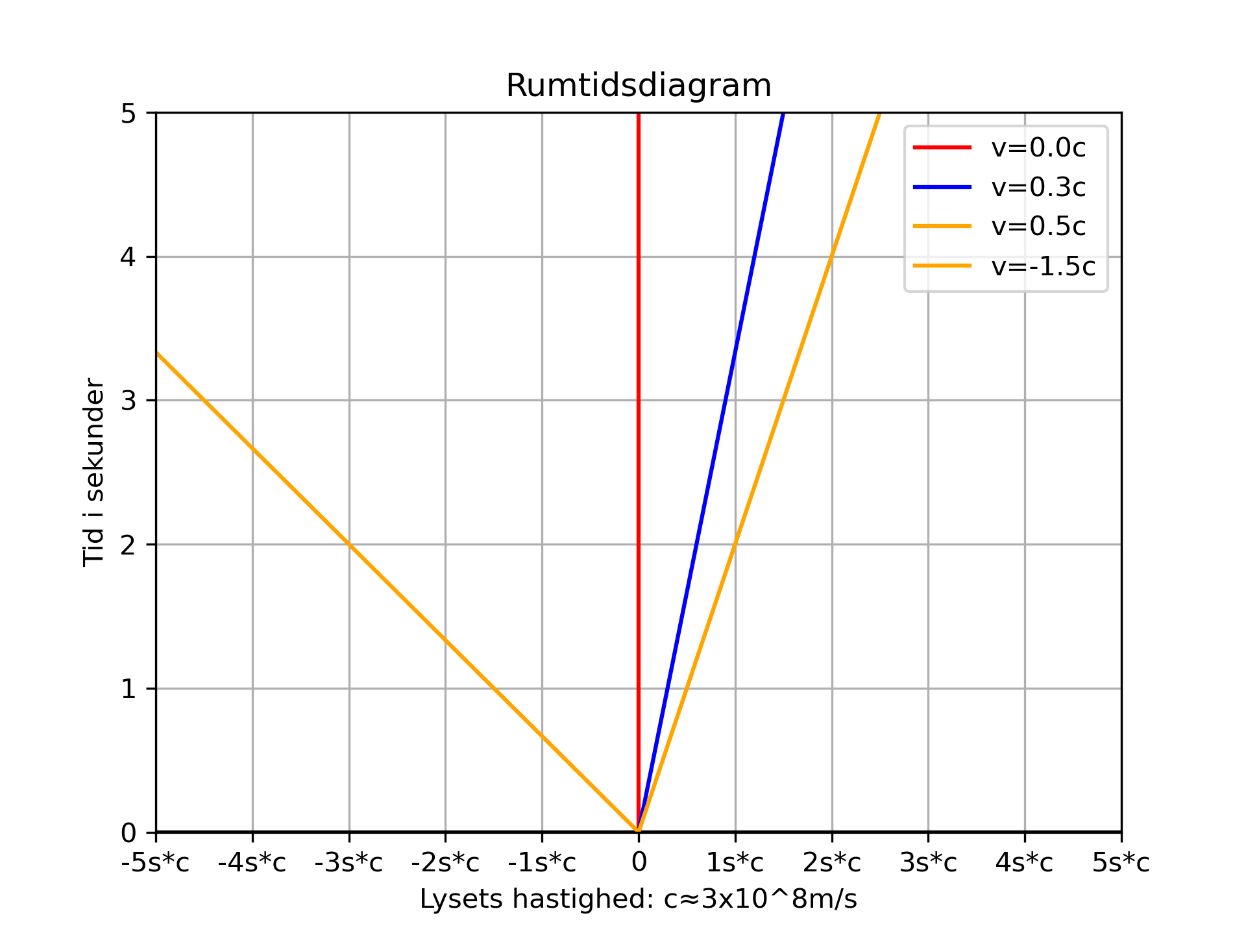 Rumtidsdiagram
5
4
3
2
1
0
Tid i sekunder
v=0.0c
v=0.3c
v=0.5c
v=-1.5c
-5s*c -4s*c -3s*c -2s*c -1s*c 0 1s*c 2s*c 3s*c 4s*c 5s*c
Lysets hastighed: c≈3x10^8m/s